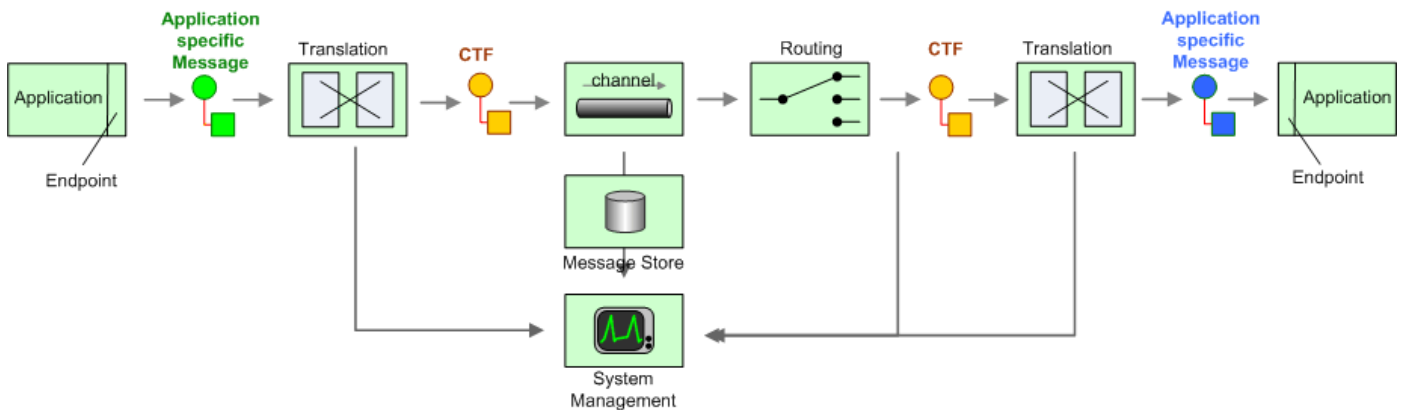 Application
specific
Message
Translation
CTF
channel
Routing
CTF
Translation
Application
specific
Message
Application
Application
Endpoint
Endpoint
Message Store
System
Management